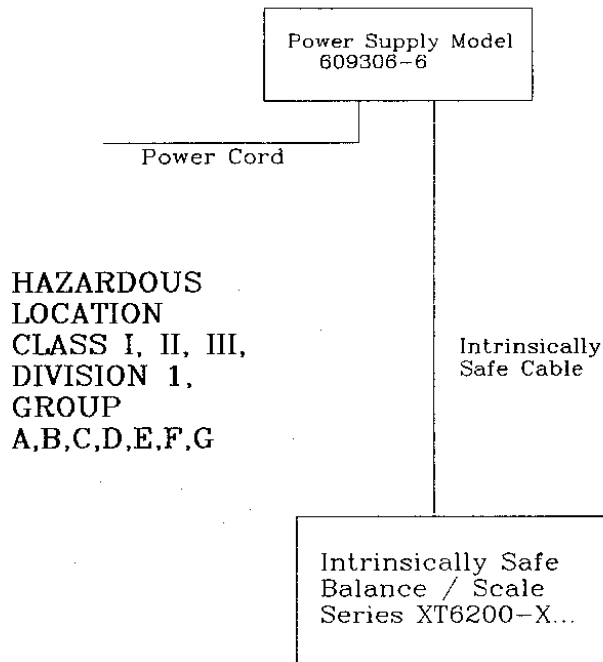 Power Supply Model
609306-6
Power Cord
HAZARDOUS
LOCATION
CLASS I, II, III,
DIVISION 1,
GROUP
A,B,C,D,E,F,G
Intrinsically
Safe Cable
Intrinsically Safe
Balance / Scale
Series XT6200-X...